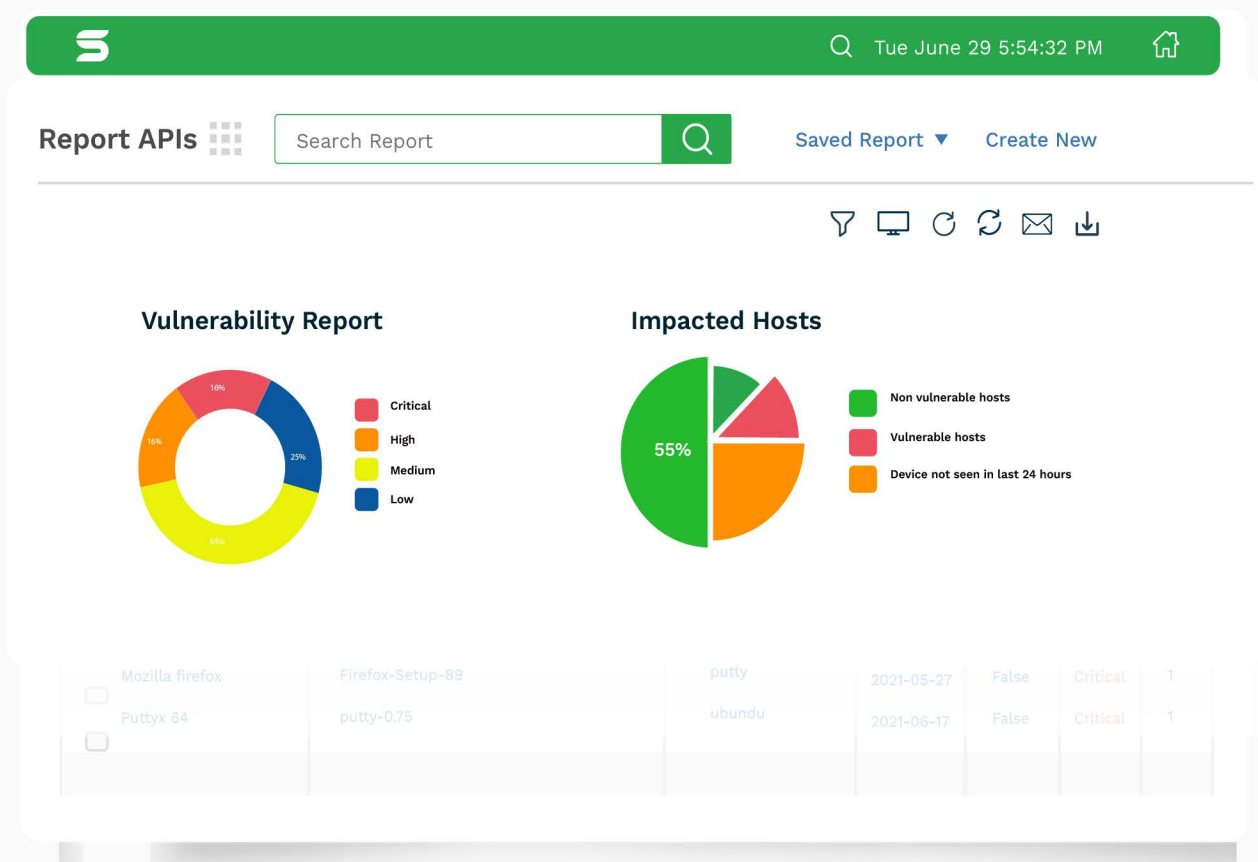 S
Tue June 29 5:54:32 PM
Report APIs
Search Report
Saved Report ▼
Create New
Vulnerability Report
16%
16%
25%
65%
Critical
High
Medium
Low
Impacted Hosts
55%
Non vulnerable hosts
Vulnerable hosts
Device not seen in last 24 hours
Mozilla firefox Firefox-Setup-89 putty 2021-05-27 False Critical 1
Puttyx 64 putty-0.75 ubundu 2021-06-17 False Critical 1